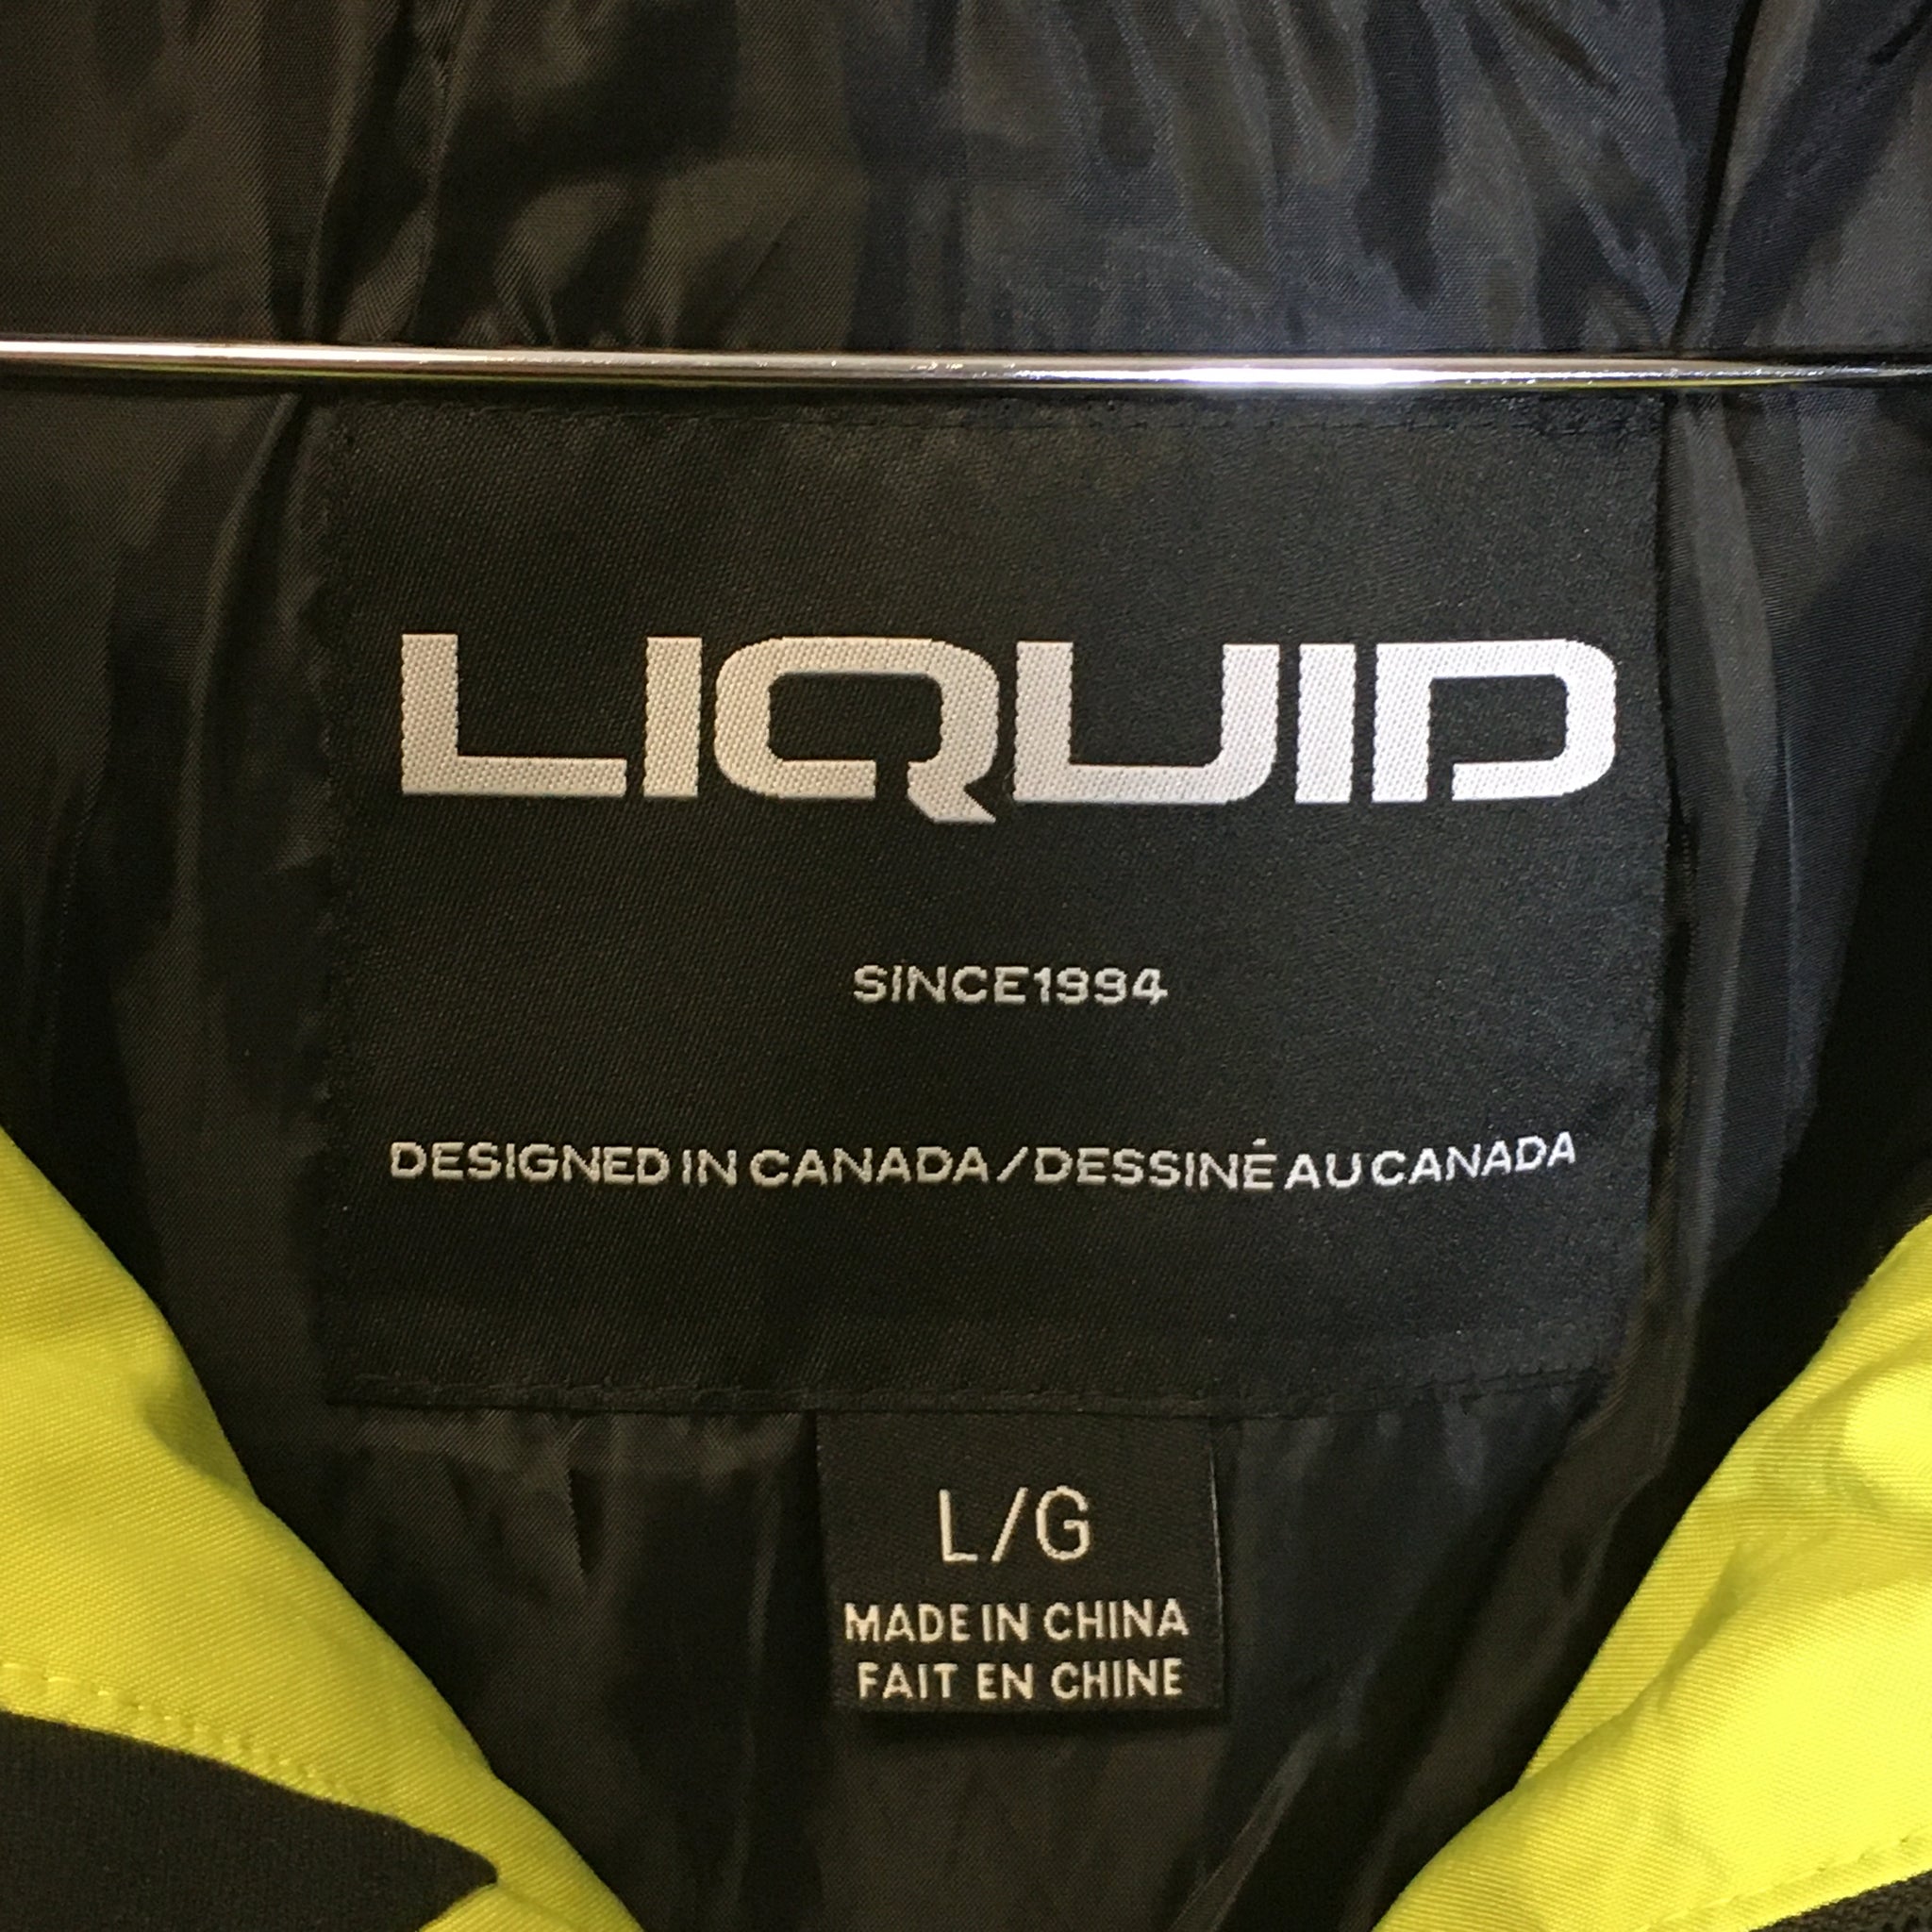 LIQUID
SINCE1994
DESIGNED IN CANADA/DESSINÉ AU CANADA
L/G
MADE IN CHINA
FAIT EN CHINE